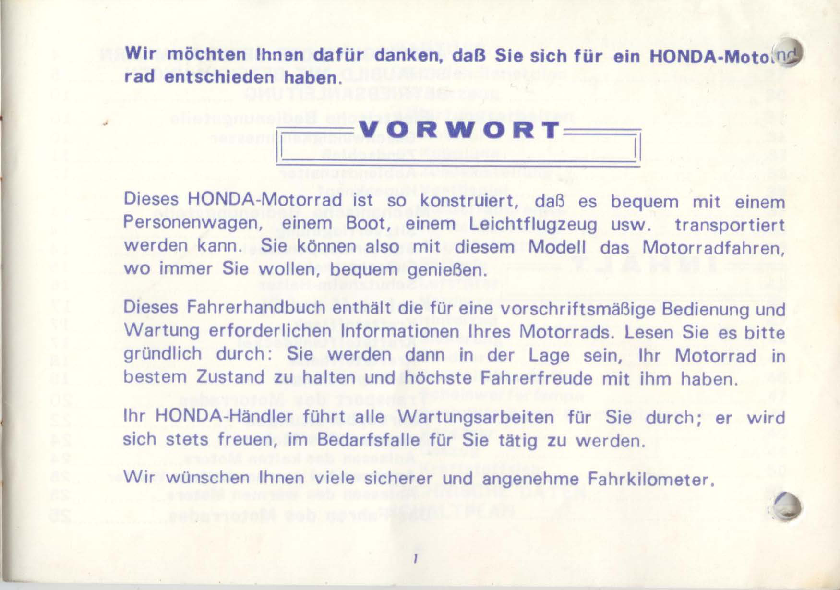 Wir möchten Ihnen dafür danken, daß Sie sich für ein HONDA-Motor
rad entschieden haben.
VORWORT
Dieses HONDA-Motorrad ist so konstruiert, daß es bequem mit einem
Personenwagen, einem Boot, einem Leichtflugzeug usw. transportiert
werden kann. Sie können also mit diesem Modell das Motorradfahren,
wo immer Sie wollen, bequem genießen.
Dieses Fahrerhandbuch enthält die für eine vorschriftsmäßige Bedienung und
Wartung erforderlichen Informationen Ihres Motorrads. Lesen Sie es bitte
gründlich durch: Sie werden dann in der Lage sein, Ihr Motorrad in
bestem Zustand zu halten und höchste Fahrerfreude mit ihm haben.
Ihr HONDA-Händler führt alle Wartungsarbeiten für Sie durch; er wird
sich stets freuen, im Bedarfsfalle für Sie tätig zu werden.
Wir wünschen Ihnen viele sicherer und angenehme Fahrkilometer.
1